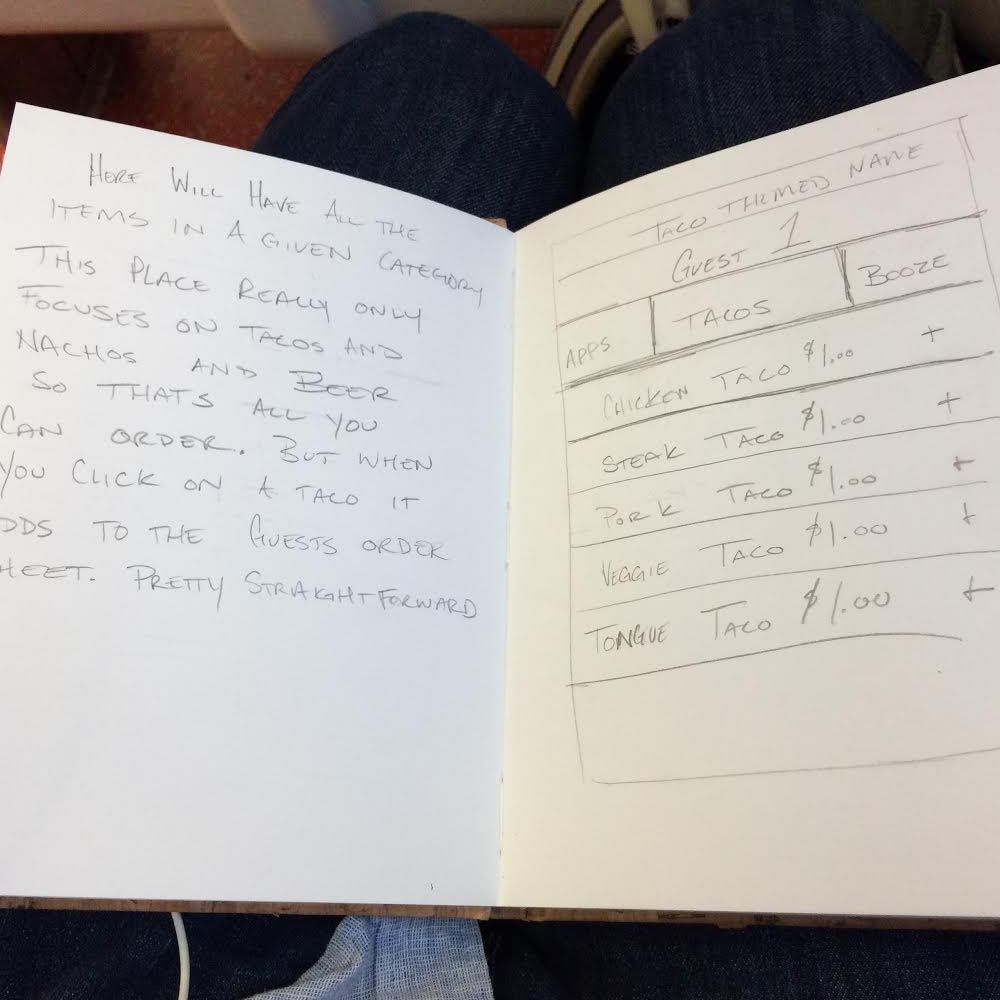 HERE WILL HAVE ALL THE
ITEMS IN A GIVEN CATEGORY
THIS PLACE REALLY ONLY
FOCUSES ON TACOS AND
NACHOS AND BEER
SO THAT'S ALL YOU
CAN ORDER. BUT WHEN
YOU CLICK ON A TACO IT
DDS TO THE GUESTS ORDER
HEET. PRETTY STRAIGHT FORWARD
TACO THEMED NAME
GUEST 1
APPS TACOS BOOZE
CHICKEN TACO $1.00 +
STEAK TACO $1.00 +
PORK TACO $1.00 +
VEGGIE TACO $1.00 +
TONGUE TACO $1.00 +